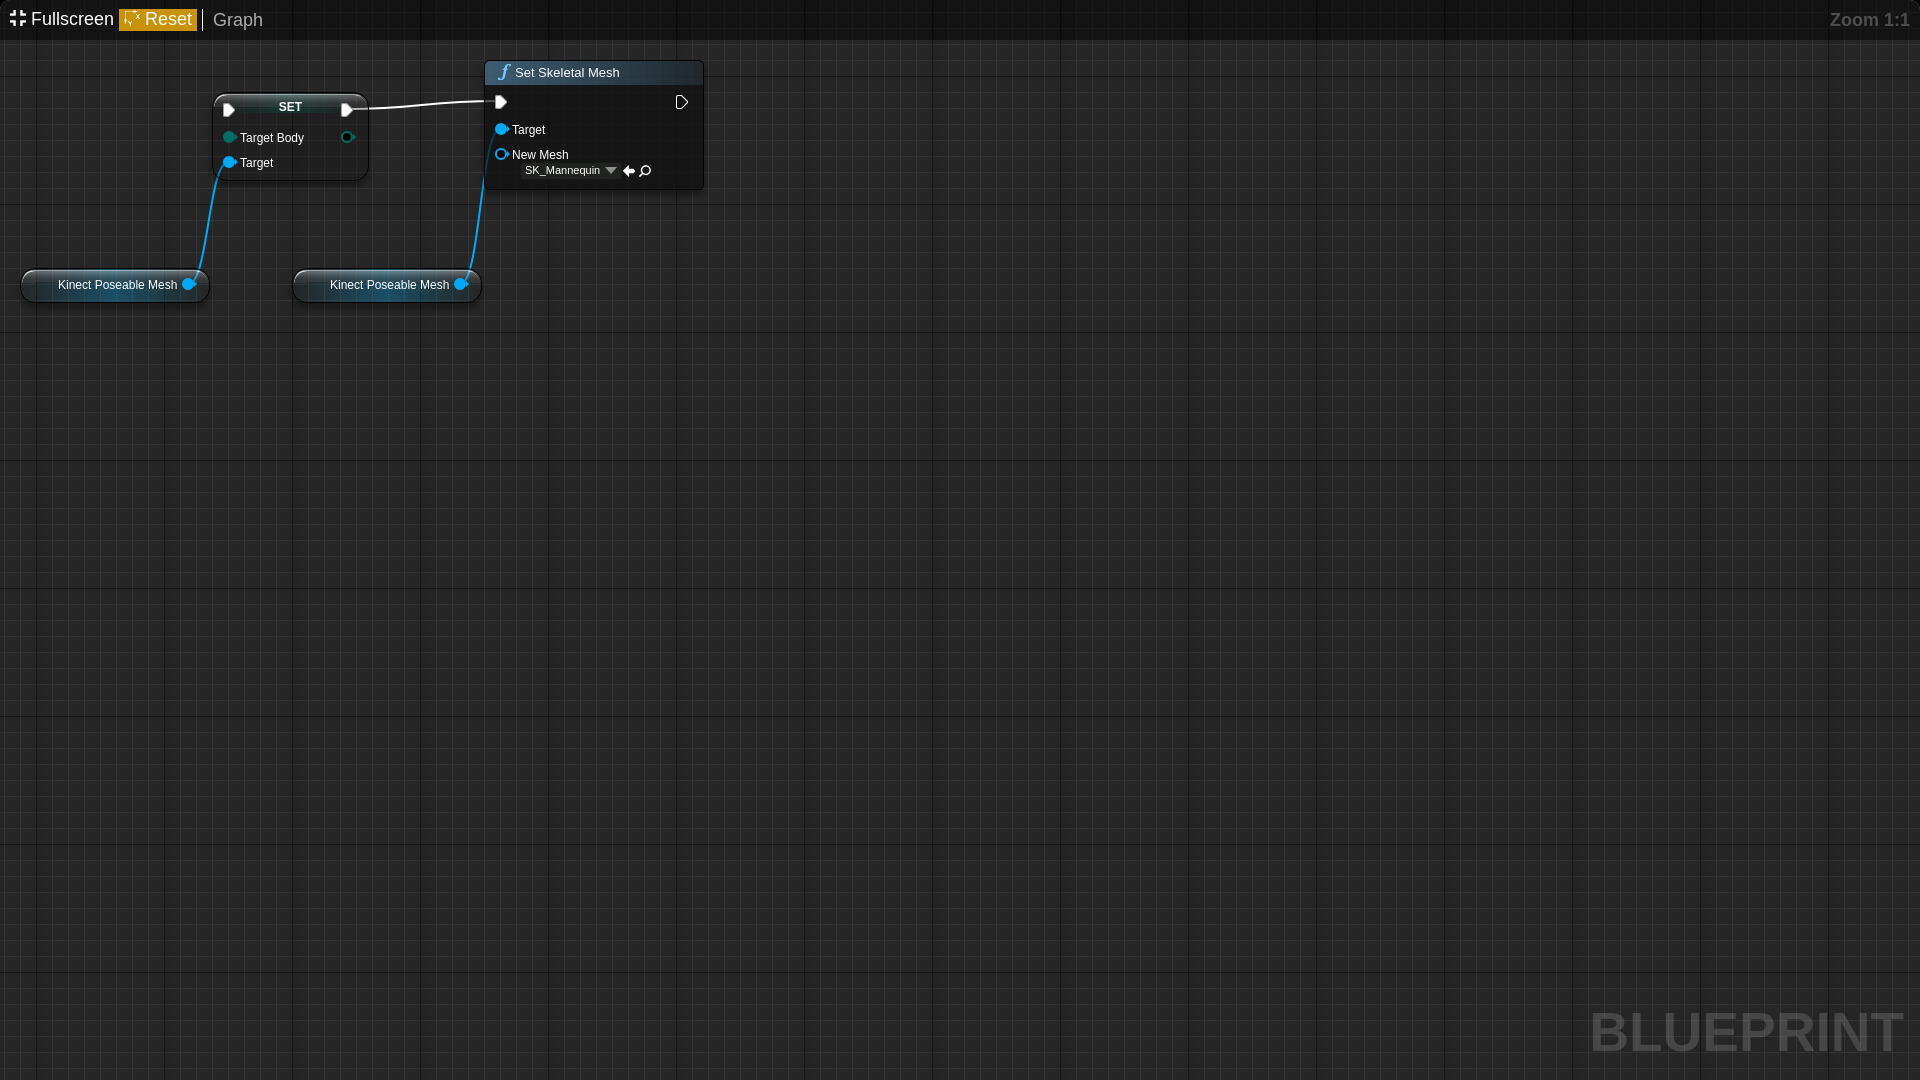 Fullscreen Reset Graph Zoom 1:1
Set Skeletal Mesh
SET
Target Body
Target
Target
New Mesh
SK_Mannequin
Kinect Poseable Mesh
Kinect Poseable Mesh
BLUEPRINT